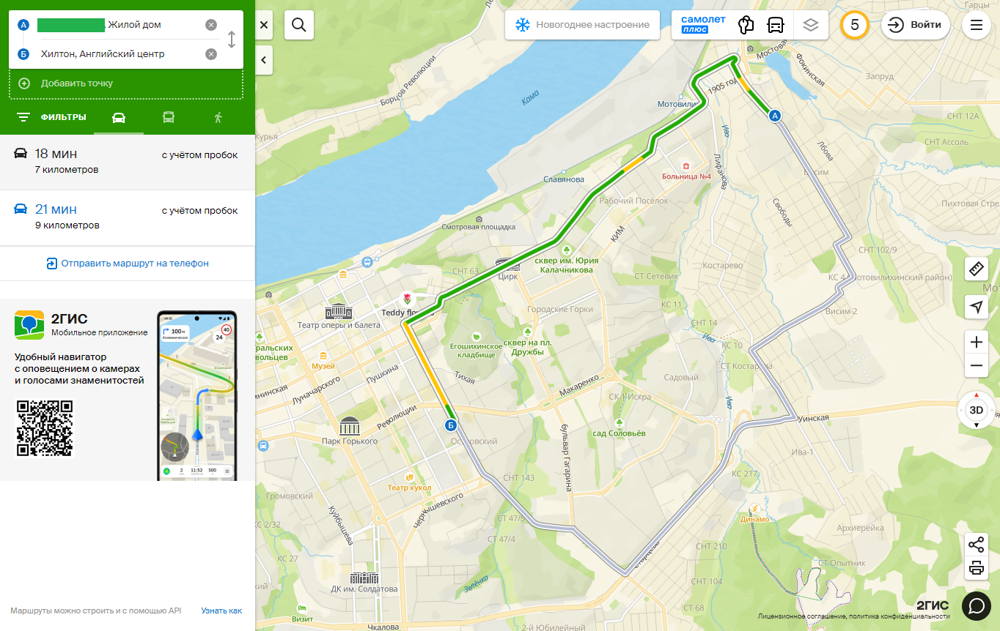 А
, Жилой дом
Б
Хилтон, Английский центр
Добавить точку
ФИЛЬТРЫ
18 мин
с учётом пробок
7 километров
21 мин
с учётом пробок
9 километров
Отправить маршрут на телефон
2ГИС
Мобильное приложение
Удобный навигатор
с оповещением о камерах
и голосами знаменитостей
100 м
40
24
2
11:52
500
Маршруты можно строить и с помощью API
Узнать как
Новогоднее настроение
самолет
плюс
5
Войти
Гарцы
Мостовая
Фокинская
Запруд
Борцов Революции
Кама
1905 год
Мотовили
А
СНТ 12А
СНТ Ассоль
Курья
Ива
Лбова
Висим
Лифанова
Больница №4
Славянова
Рабочий Посёлок
Свободы
Пихтовая Стре
Смотровая площадка
КИМ
СНТ 102/9
сквер им. Юрия
Калачникова
Костарево
СНТ 63
Цирк
СТ Сетевик
КС 4
(Мотовилихинский район)
Teddy flo
КС 11
Городские Горки
Висим-2
Театр оперы и балета
СНТ 14
Ива
КС 10
Егошихинское
кладбище
сквер на пл.
Дружбы
уральских
вольцев
Музей
СТ Костарева
Пушкина
Тихая
Садовый
Луначарского
Макаренко
СК 1 Искра
Ива
Революции
Уинская
3D
Б
сад Соловьёв
Парк Горького
Островский
бульвар Гагарина
Ива-1
КС 217
СНТ 143
Театр кукол
Громовский
Чернышевского
Куйбышева
КС 2/32
СТ 47/5
Динамо
Архиерейка
СТ 47/4
СНТ 210
КС 27
СТ Опытник
Зелёнка
СНТ 104
ДК им. Солдатова
СТ 68
2ГИС
Визит
Лицензионное соглашение, политика конфиденциальности
Чкалова
2-й Юбилейный